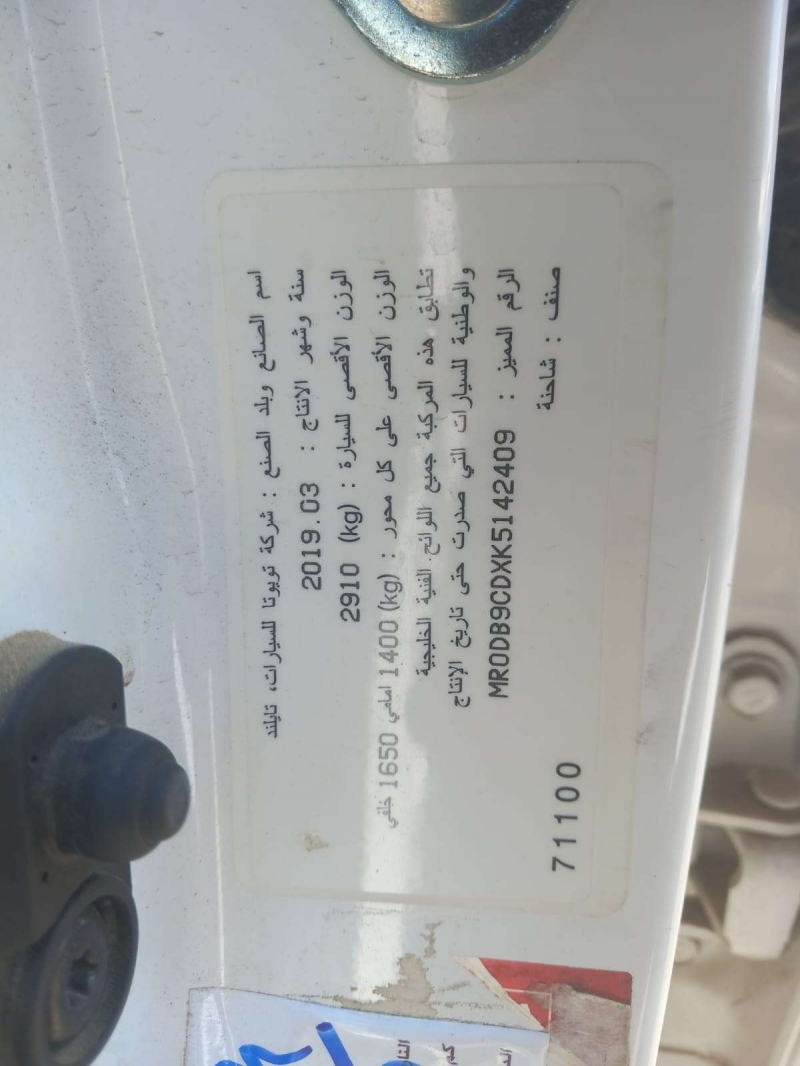 اسم الصانع وبلد الصنع : شركة تويوتا للسيارات، تايلند
سنة وشهر الانتاج : 2019.03
الوزن الأقصى للسيارة : (kg) 2910
الوزن الأقصى على كل محور : (kg) 1400 امامي 1650 خلفي
تطابق هذه المركبة جميع اللوائح الفنية الخليجية
والوطنية للسيارات التي صدرت حتى تاريخ الإنتاج
الرقم المميز : MR0DB9CDXK5142409
صنف : شاحنة
71100